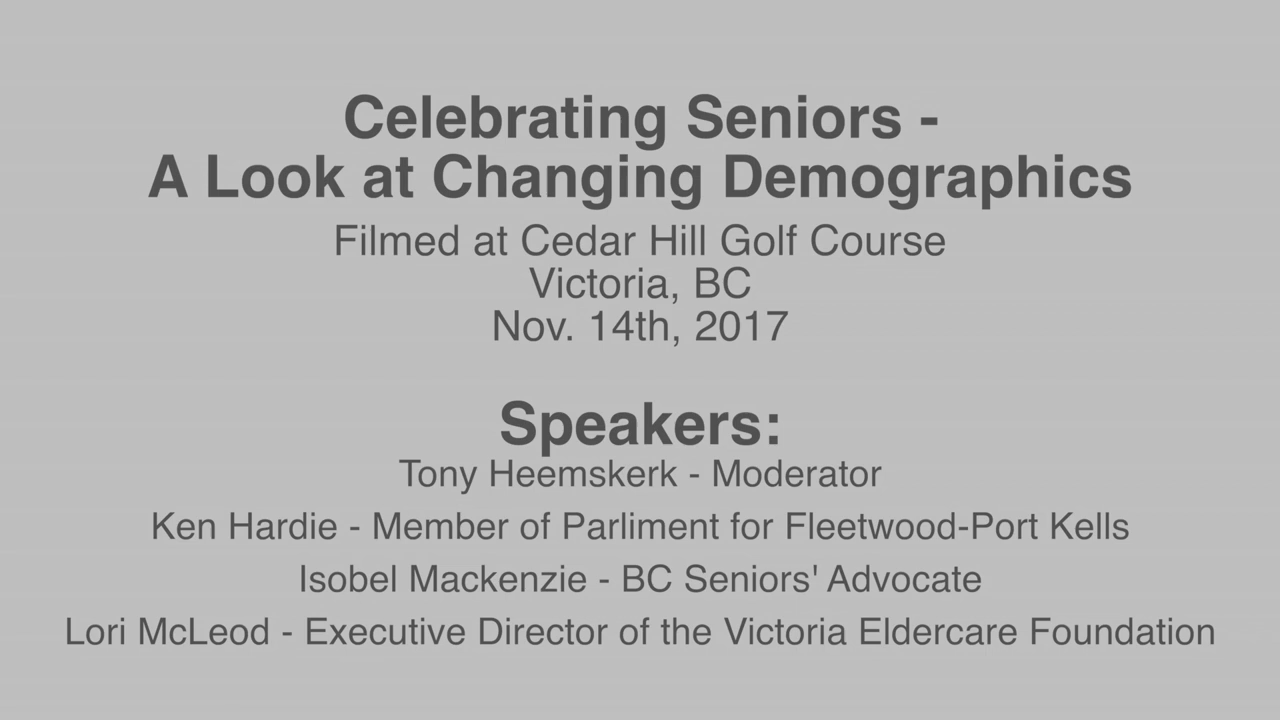 Celebrating Seniors -
A Look at Changing Demographics
Filmed at Cedar Hill Golf Course
Victoria, BC
Nov. 14th, 2017
Speakers:
Tony Heemskerk - Moderator
Ken Hardie - Member of Parliment for Fleetwood-Port Kells
Isobel Mackenzie - BC Seniors' Advocate
Lori McLeod - Executive Director of the Victoria Eldercare Foundation